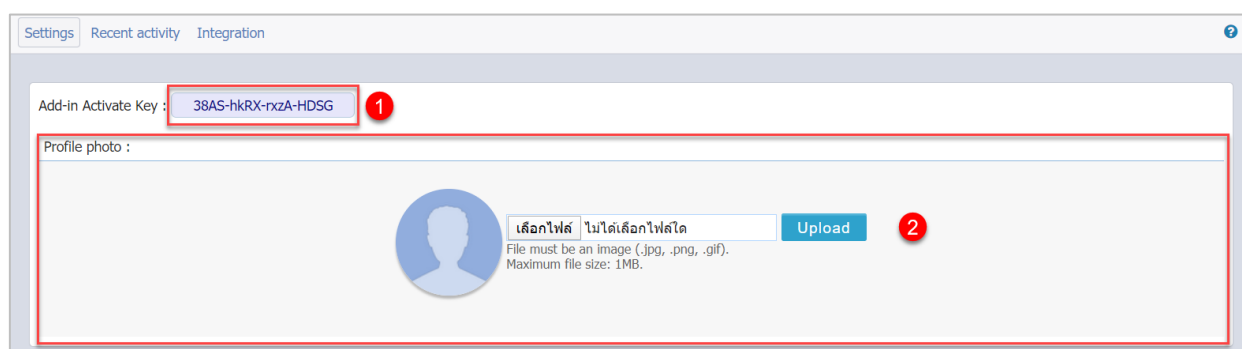 Settings Recent activity Integration ?
Add-in Activate Key : 38AS-hkRX-rxzA-HDSG 1
Profile photo :
เลือกไฟล์ ไม่ได้เลือกไฟล์ใด Upload 2
File must be an image (.jpg, .png, .gif).
Maximum file size: 1MB.